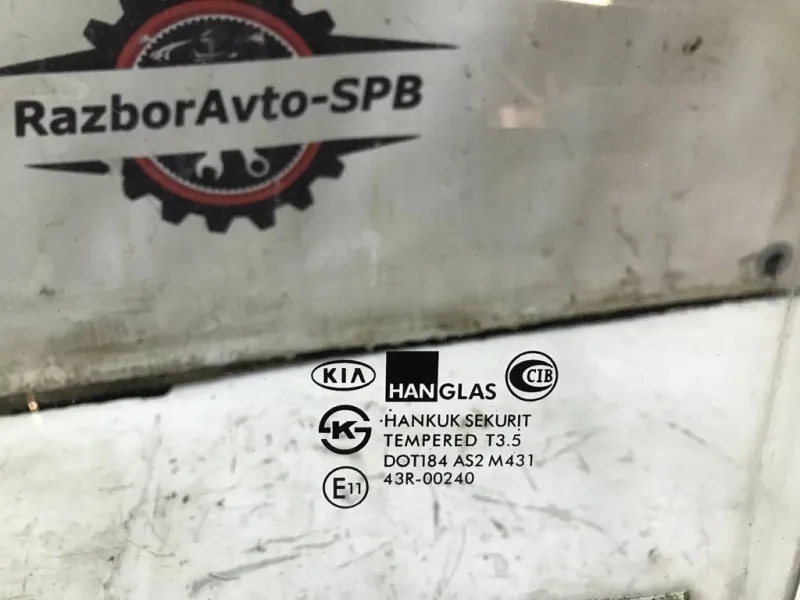 RazborAvto-SPB
KIA HANGLAS CIB
K HANKUK SEKURIT
TEMPERED T3.5
DOT184 AS2 M431
E11 43R-00240